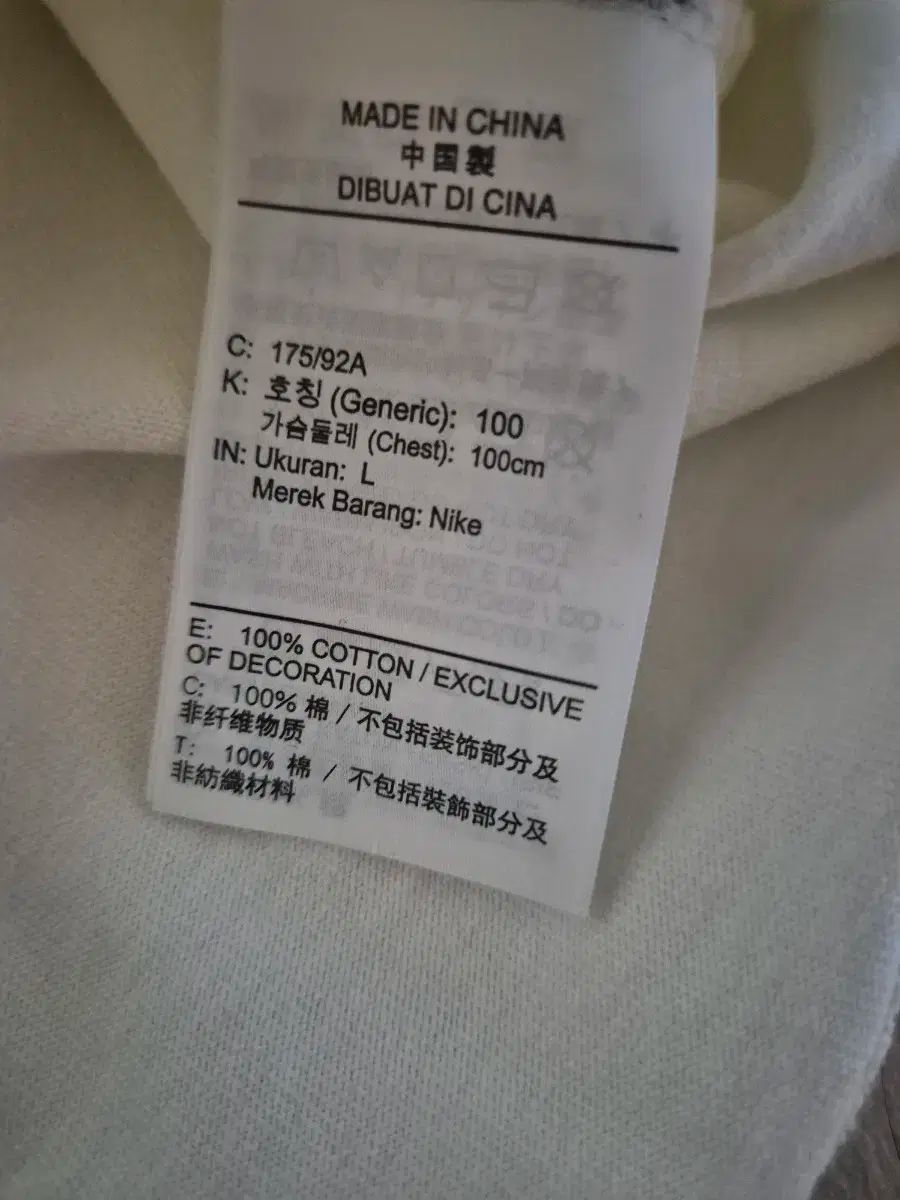 MADE IN CHINA
中国製
DIBUAT DI CINA
C: 175/92A
K: 호칭 (Generic): 100
가슴둘레 (Chest): 100cm
IN: Ukuran: L
Merek Barang: Nike
E: 100% COTTON / EXCLUSIVE
OF DECORATION
C: 100% 棉 / 不包括装饰部分及
非纤维物质
T: 100% 棉 / 不包括裝飾部分及
非紡織材料